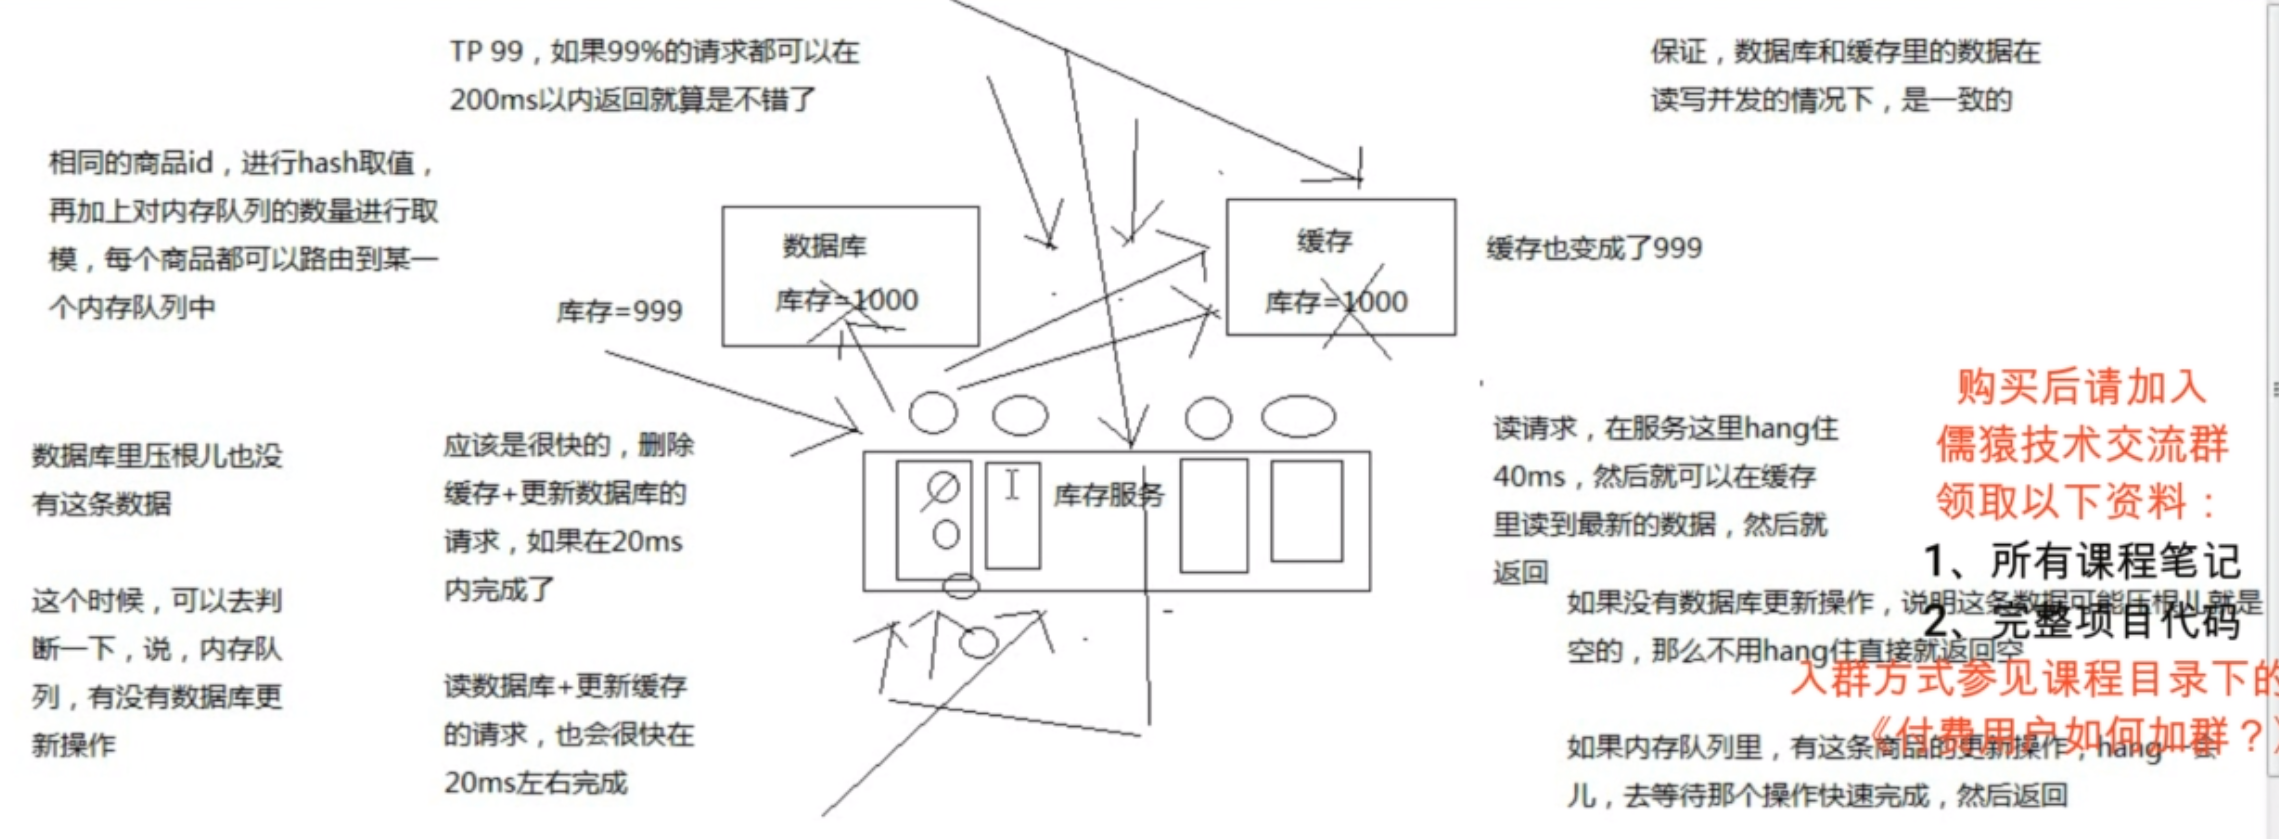 TP 99，如果99%的请求都可以在
200ms以内返回就算是不错了
保证，数据库和缓存里的数据在
读写并发的情况下，是一致的
相同的商品id，进行hash取值，
再加上对内存队列的数量进行取
模，每个商品都可以路由到某一
个内存队列中
数据库
库存=1000
库存=999
缓存
库存=1000
缓存也变成了999
数据库里压根儿也没
有这条数据
这个时候，可以去判
断一下，说，内存队
列，有没有数据库更
新操作
应该是很快的，删除
缓存+更新数据库的
请求，如果在20ms
内完成了
读数据库+更新缓存
的请求，也会很快在
20ms左右完成
库存服务
读请求，在服务这里hang住
40ms，然后就可以在缓存
里读到最新的数据，然后就
返回
如果没有数据库更新操作，说明这条数据可能压根儿就是
空的，那么不用hang住直接就返回空
如果内存队列里，有这条商品的更新操作，hang一会
儿，去等待那个操作快速完成，然后返回
购买后请加入
儒猿技术交流群
领取以下资料：
1、所有课程笔记
2、完整项目代码
入群方式参见课程目录下的
《付费用户如何加群？》